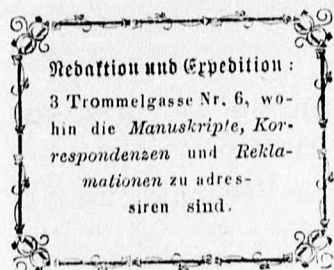 Redaktion und Expedition:
3 Trommelgasse Nr. 6, wo-
hin die Manuskripte, Kor-
respondenzen und Rekla-
mationen zu adres-
siren sind.